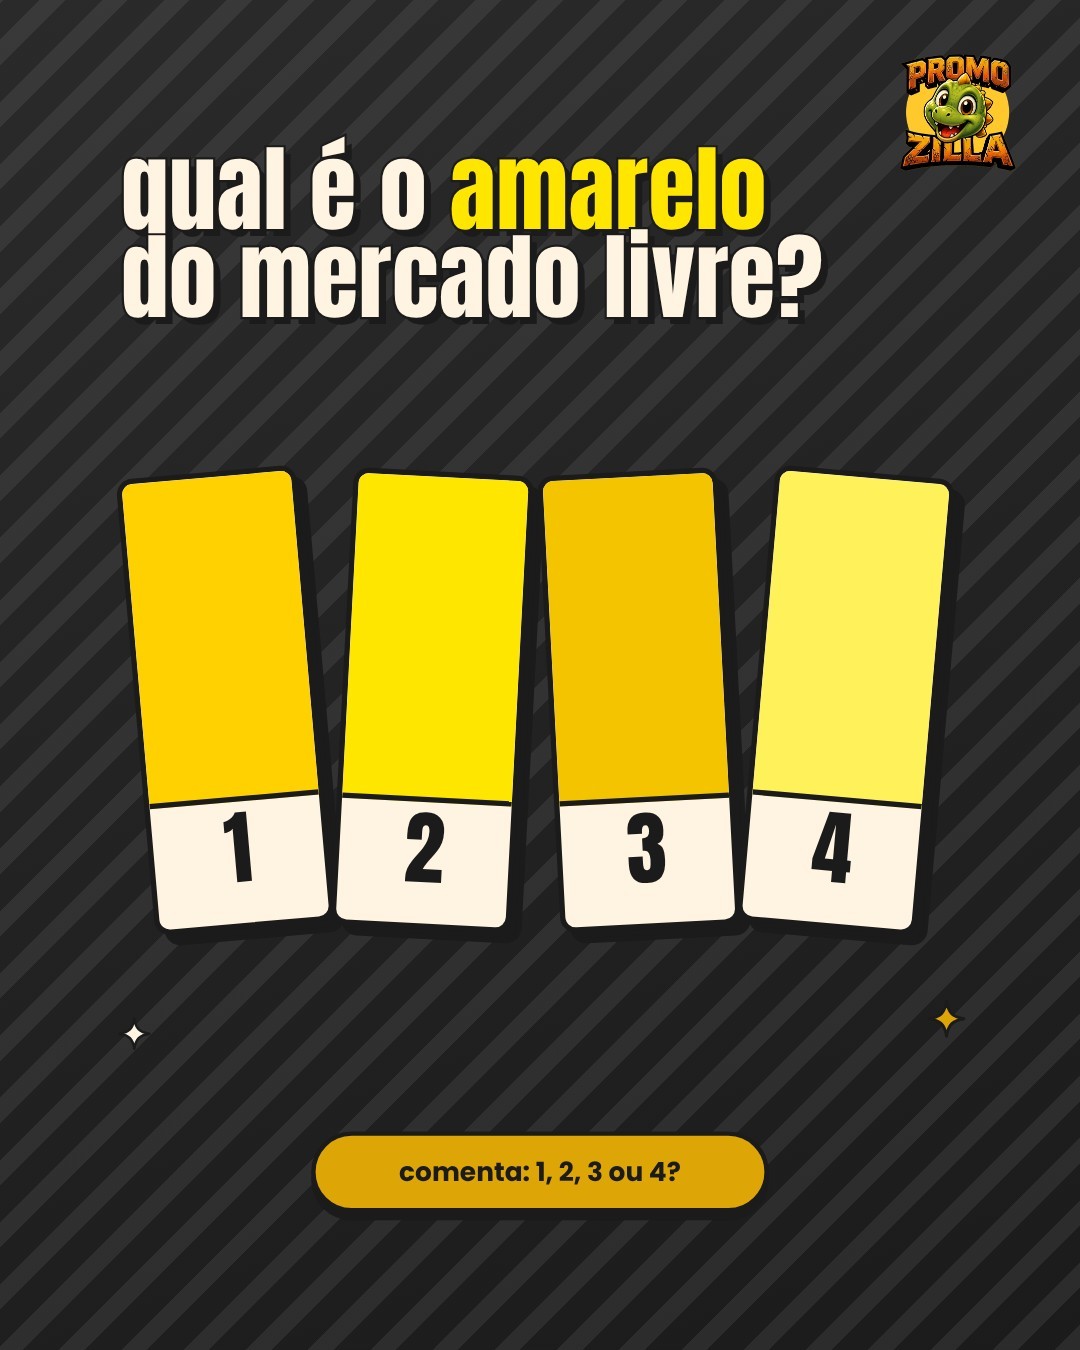 PROMO
ZILLA
qual é o amarelo
do mercado livre?
1
2
3
4
comenta: 1, 2, 3 ou 4?